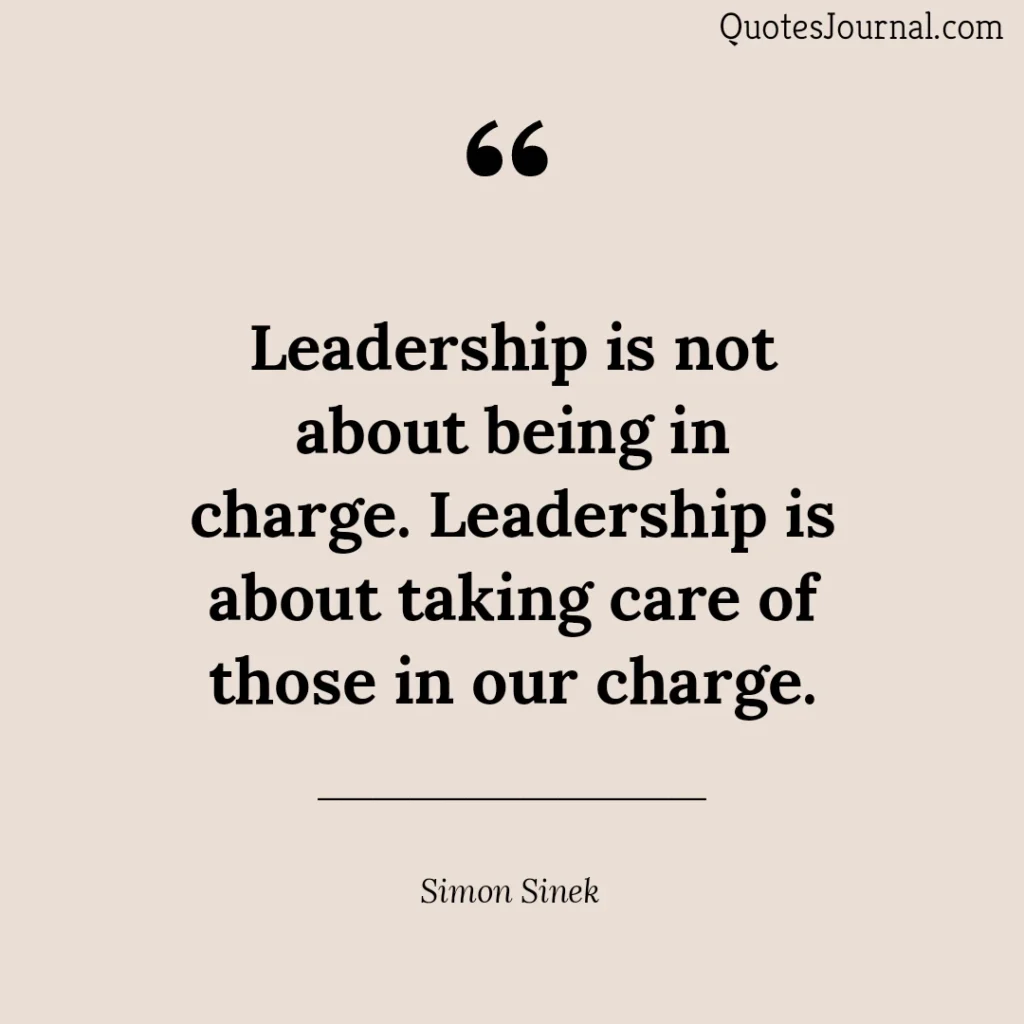 QuotesJournal.com
“
Leadership is not
about being in
charge. Leadership is
about taking care of
those in our charge.
Simon Sinek